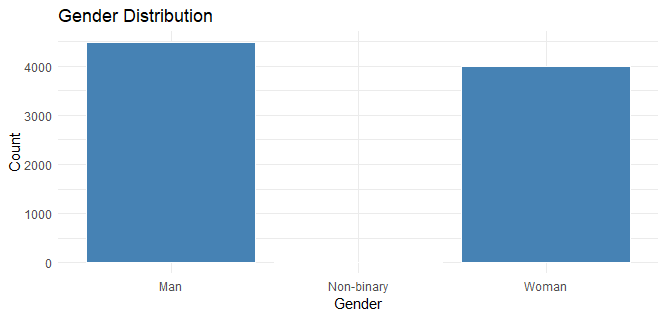 Gender Distribution
4000
3000
2000
1000
0
Count
Man
Non-binary
Woman
Gender